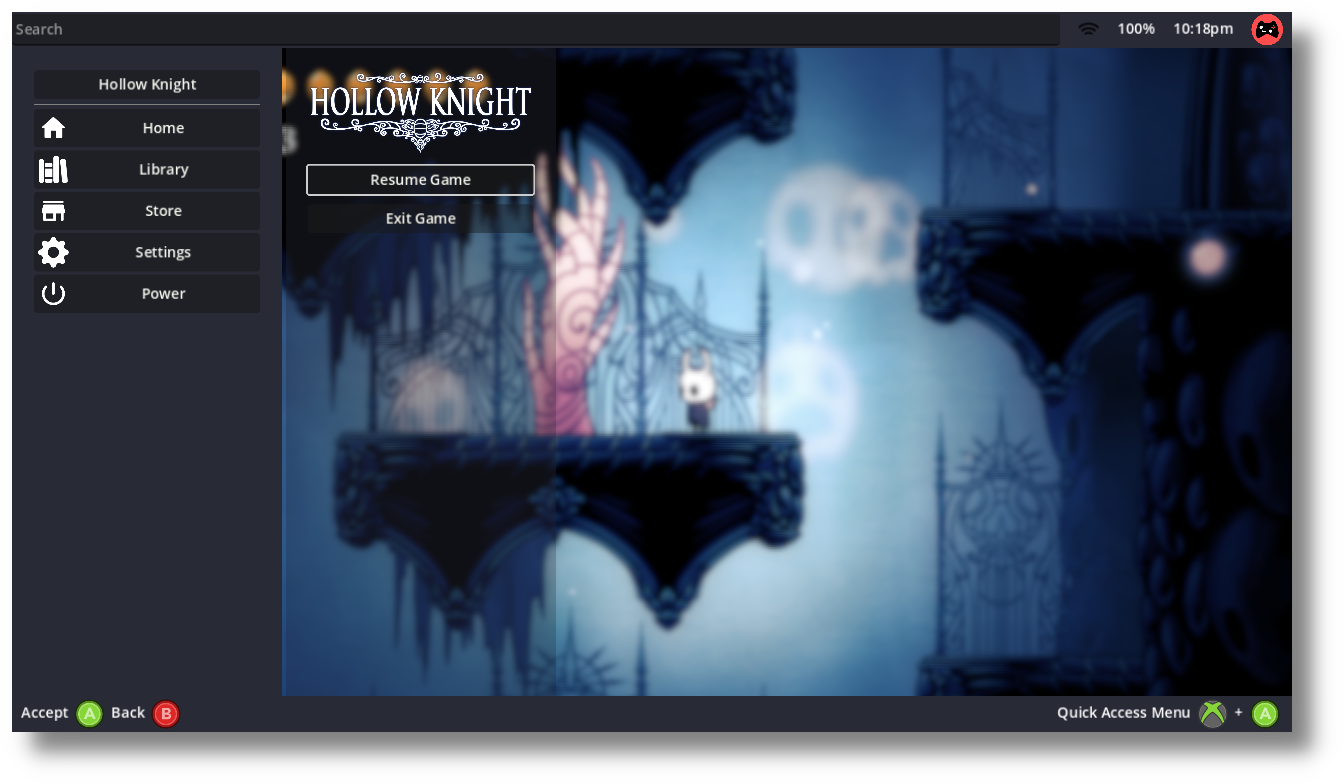 Search
100% 10:18pm
Hollow Knight
Home
Library
Store
Settings
Power
HOLLOW KNIGHT
Resume Game
Exit Game
Accept A Back B
Quick Access Menu + A